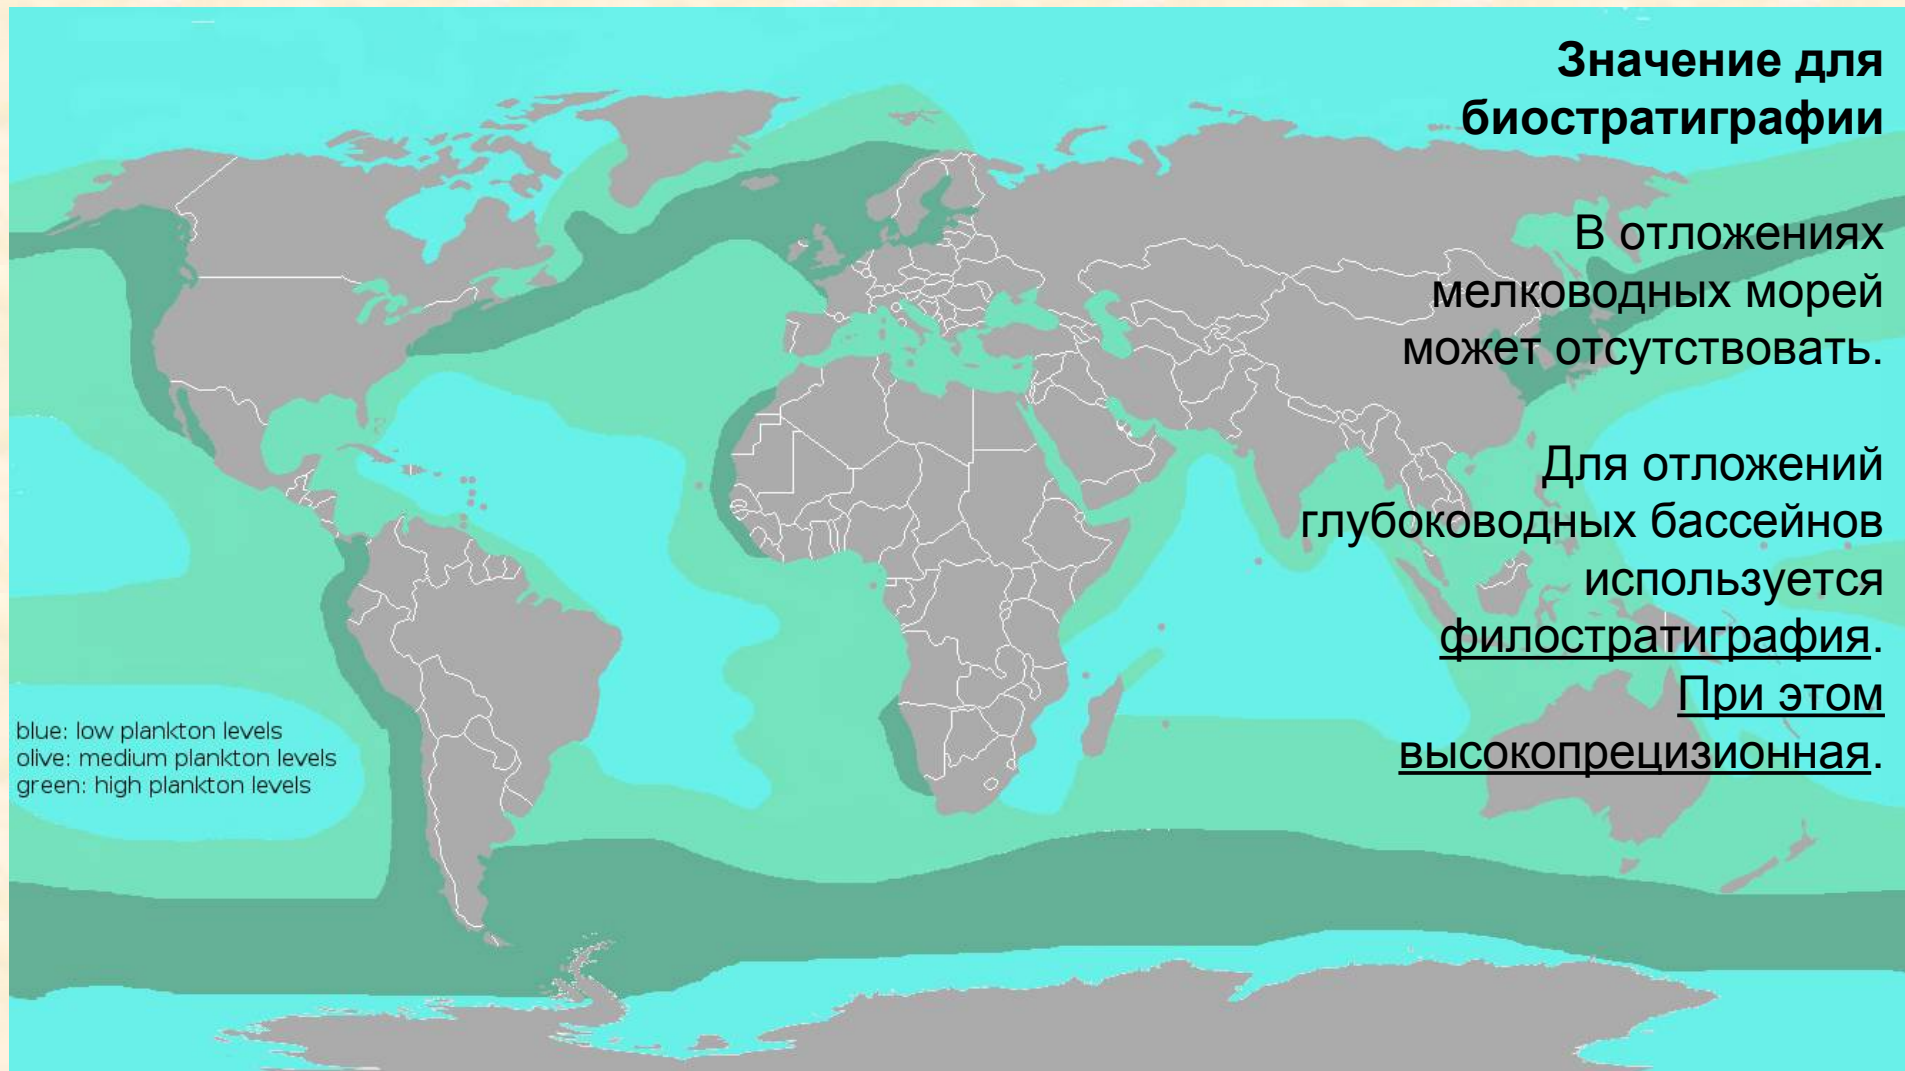 Значение для
биостратиграфии
В отложениях
мелководных морей
может отсутствовать.
Для отложений
глубоководных бассейнов
используется
филостратиграфия.
При этом
высокопрецизионная.
blue: low plankton levels
olive: medium plankton levels
green: high plankton levels